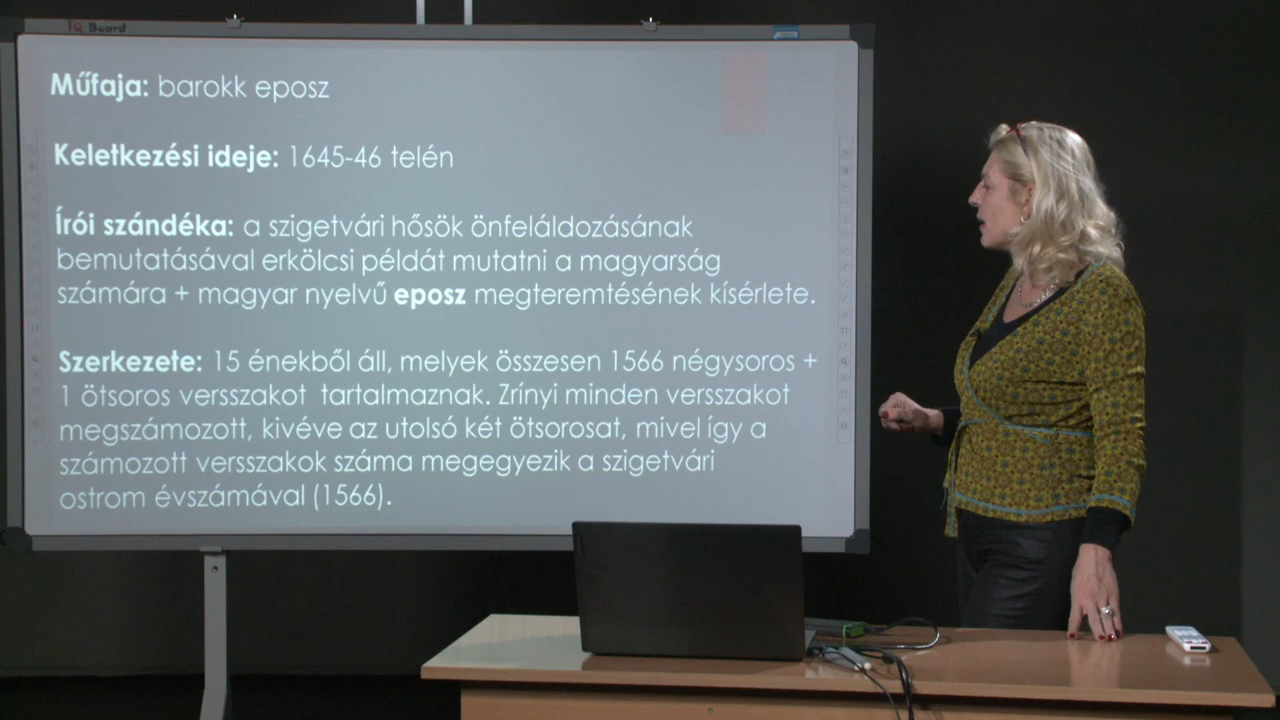 IQ Board
Műfaja: barokk eposz
Keletkezési ideje: 1645-46 telén
Írói szándéka: a szigetvári hősök önfeláldozásának
bemutatásával erkölcsi példát mutatni a magyarság
számára + magyar nyelvű eposz megteremtésének kísérlete.
Szerkezete: 15 énekből áll, melyek összesen 1566 négysoros +
1 ötsoros versszakot tartalmaznak. Zrínyi minden versszakot
megszámozott, kivéve az utolsó két ötsorosat, mivel így a
számozott versszakok száma megegyezik a szigetvári
ostrom évszámával (1566).